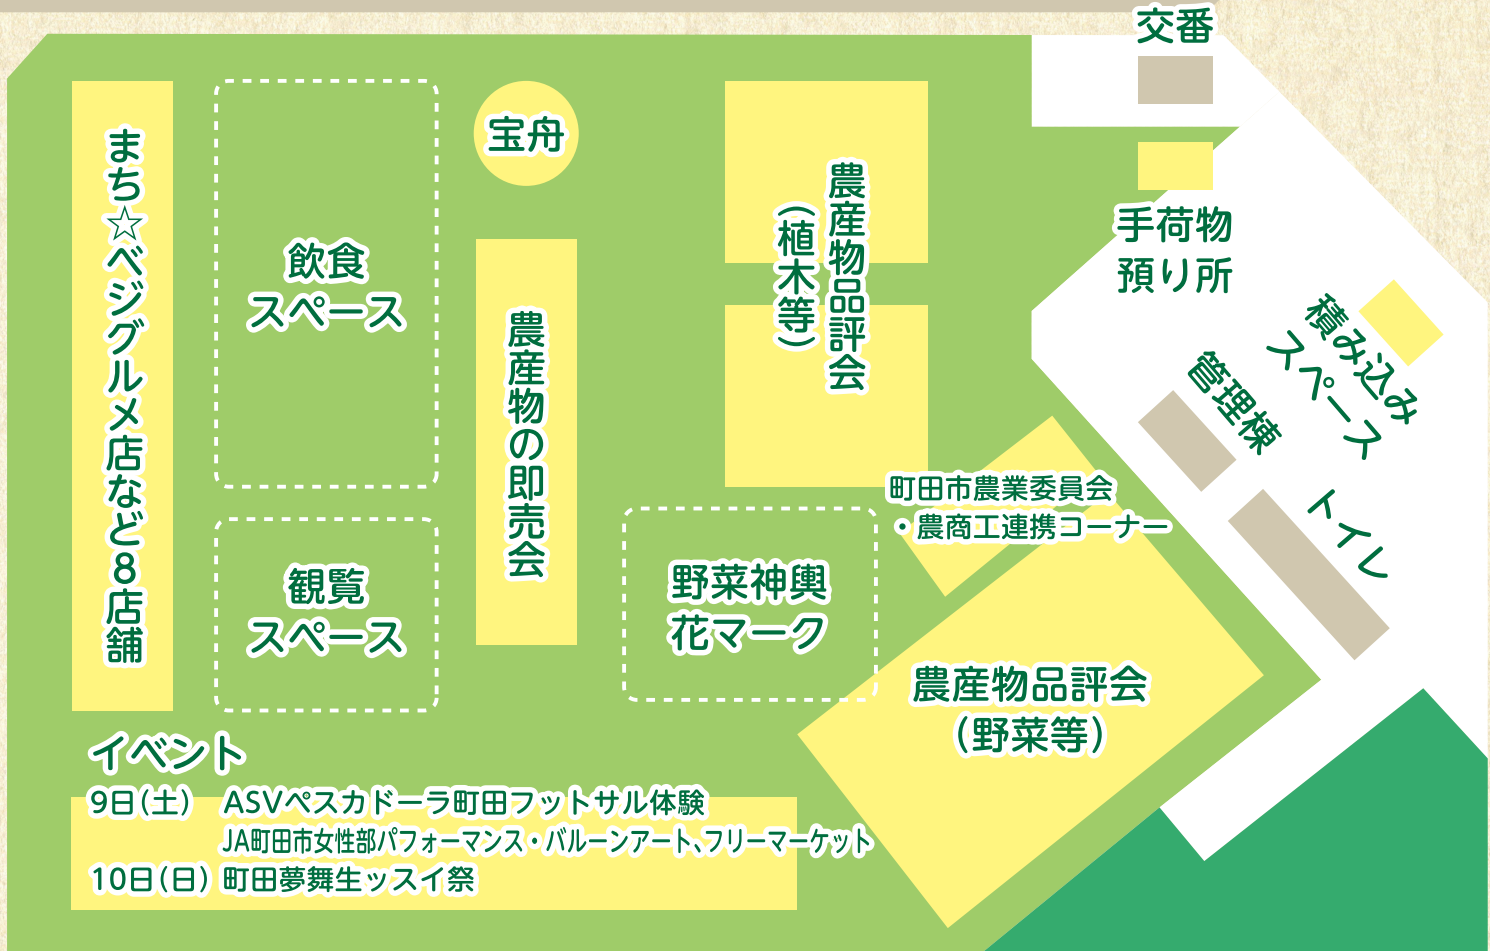 交番
まち☆ベジグルメ店など8店舗
飲食
スペース
宝舟
農産物品評会
（植木等）
手荷物
預り所
農産物の即売会
積み込み
スペース
管理棟
トイレ
町田市農業委員会
・農商工連携コーナー
観覧
スペース
野菜神輿
花マーク
農産物品評会
（野菜等）
イベント
9日（土） ASVペスカドーラ町田フットサル体験
JA町田市女性部パフォーマンス・バルーンアート、フリーマーケット
10日（日） 町田夢舞生ッスイ祭